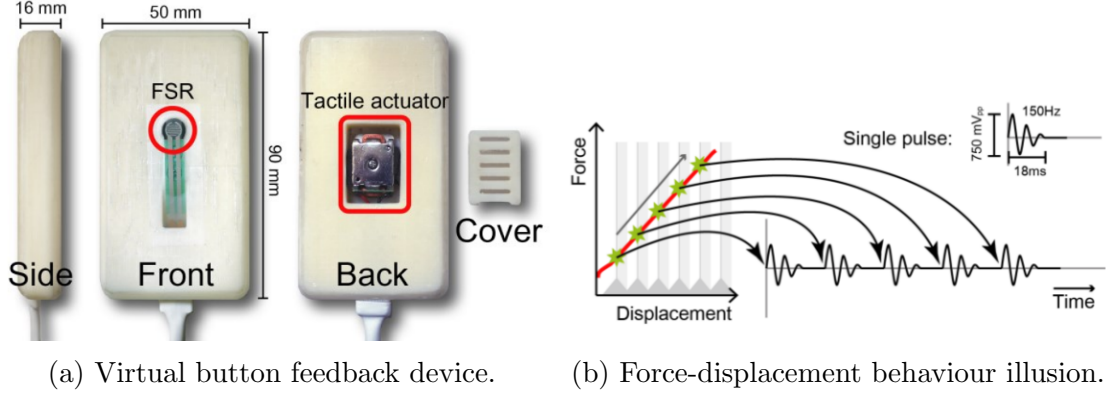 16 mm
50 mm
FSR
90 mm
Tactile actuator
Cover
Side
Front
Back
Single pulse:
750 mVpp
150Hz
18ms
Force
Displacement
Time
(a) Virtual button feedback device.
(b) Force-displacement behaviour illusion.